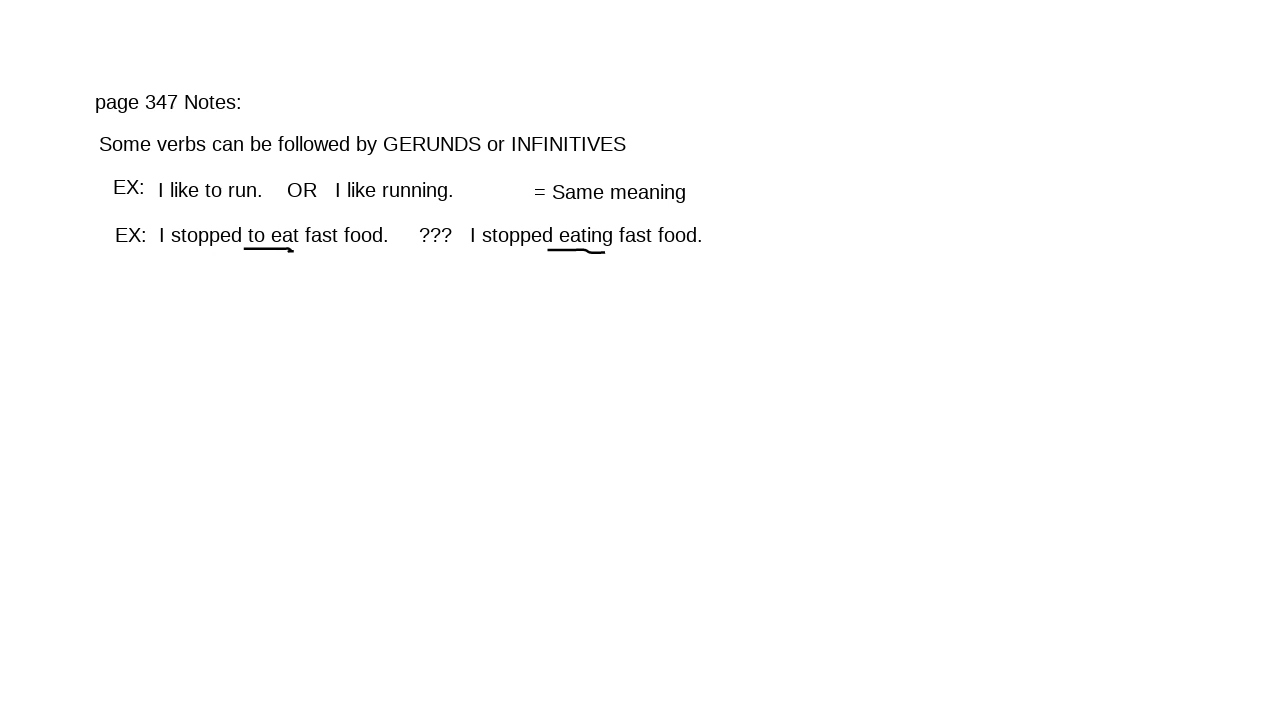 page 347 Notes:
Some verbs can be followed by GERUNDS or INFINITIVES
EX: I like to run. OR I like running. = Same meaning
EX: I stopped to eat fast food. ??? I stopped eating fast food.